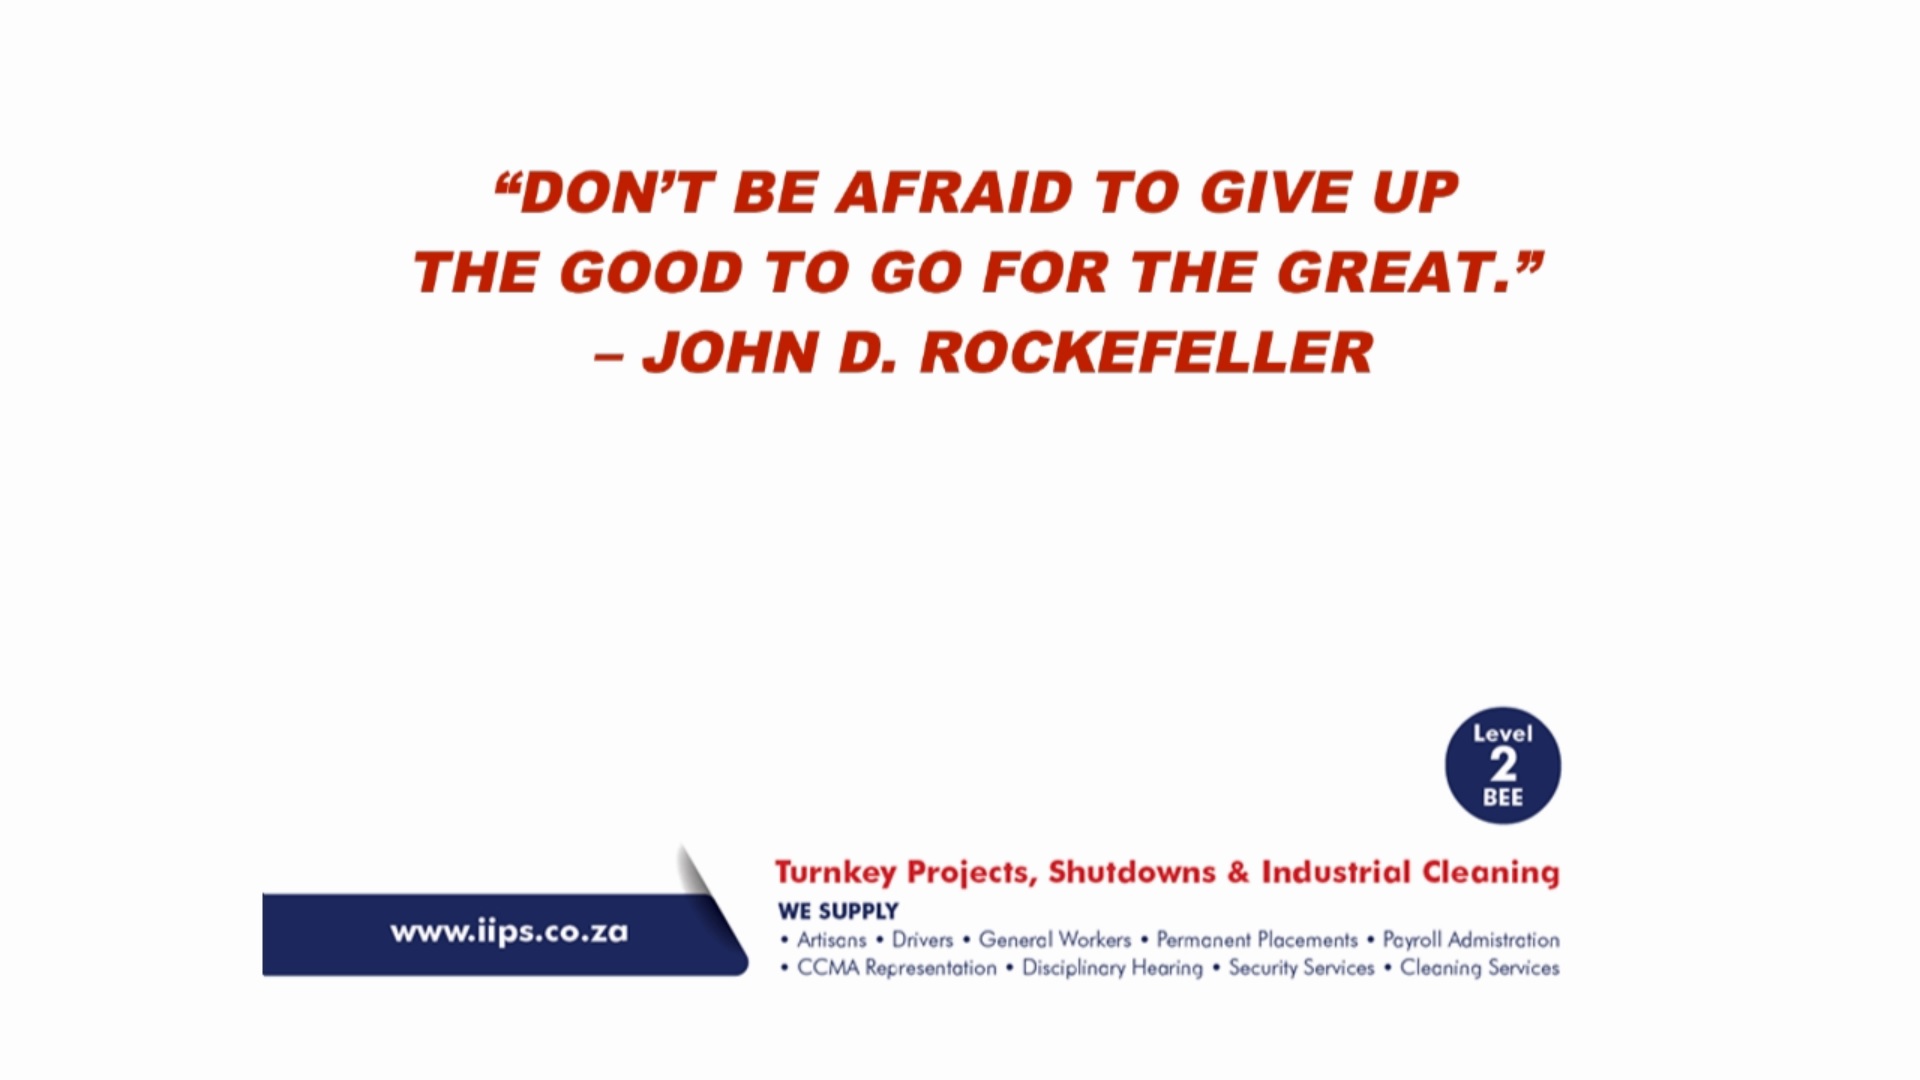 “DON’T BE AFRAID TO GIVE UP
THE GOOD TO GO FOR THE GREAT.”
– JOHN D. ROCKEFELLER
Level
2
BEE
Turnkey Projects, Shutdowns & Industrial Cleaning
WE SUPPLY
• Artisans • Drivers • General Workers • Permanent Placements • Payroll Admistration
• CCMA Representation • Disciplinary Hearing • Security Services • Cleaning Services
www.iips.co.za